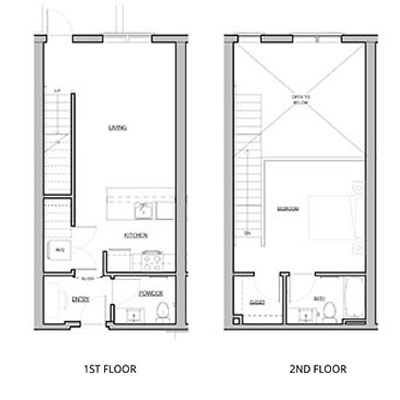 UP
LIVING
OPEN TO
BELOW
BEDROOM
KITCHEN
DN
ENTRY
POWDER
CLOSET
BATH
1ST FLOOR
2ND FLOOR